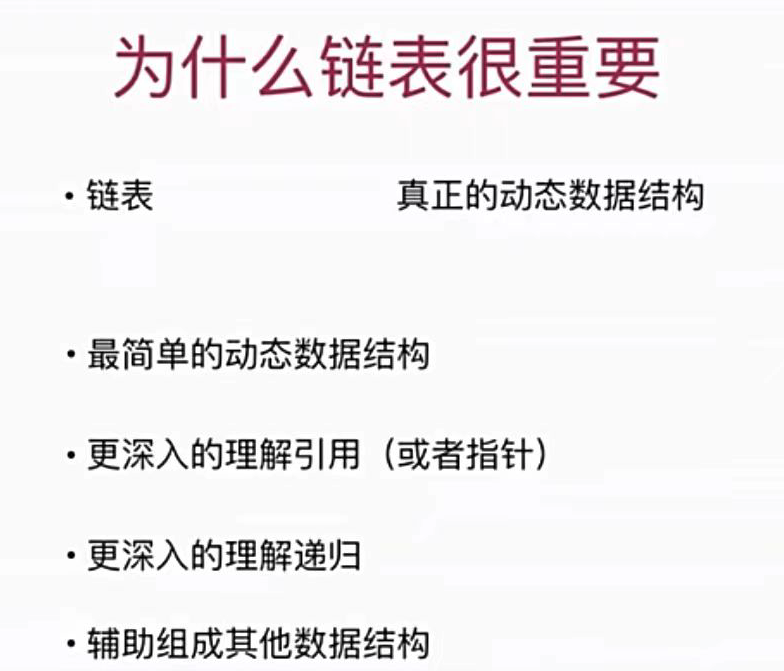 为什么链表很重要
•链表 真正的动态数据结构
•最简单的动态数据结构
•更深入的理解引用（或者指针）
•更深入的理解递归
•辅助组成其他数据结构